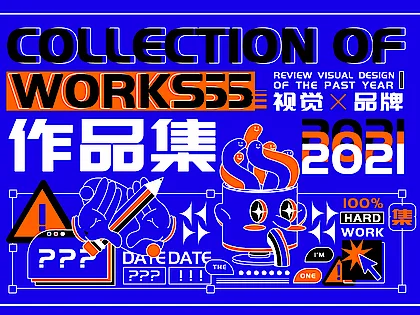 COLLECTION OF
WORKS55
REVIEW VISUAL DESIGN
OF THE PAST YEAR
视觉×品牌
作品集
2021
2021
100%
HARD
WORK
集
!
???
DATE DATE
???
!!!
THE
I'M
ONE
!